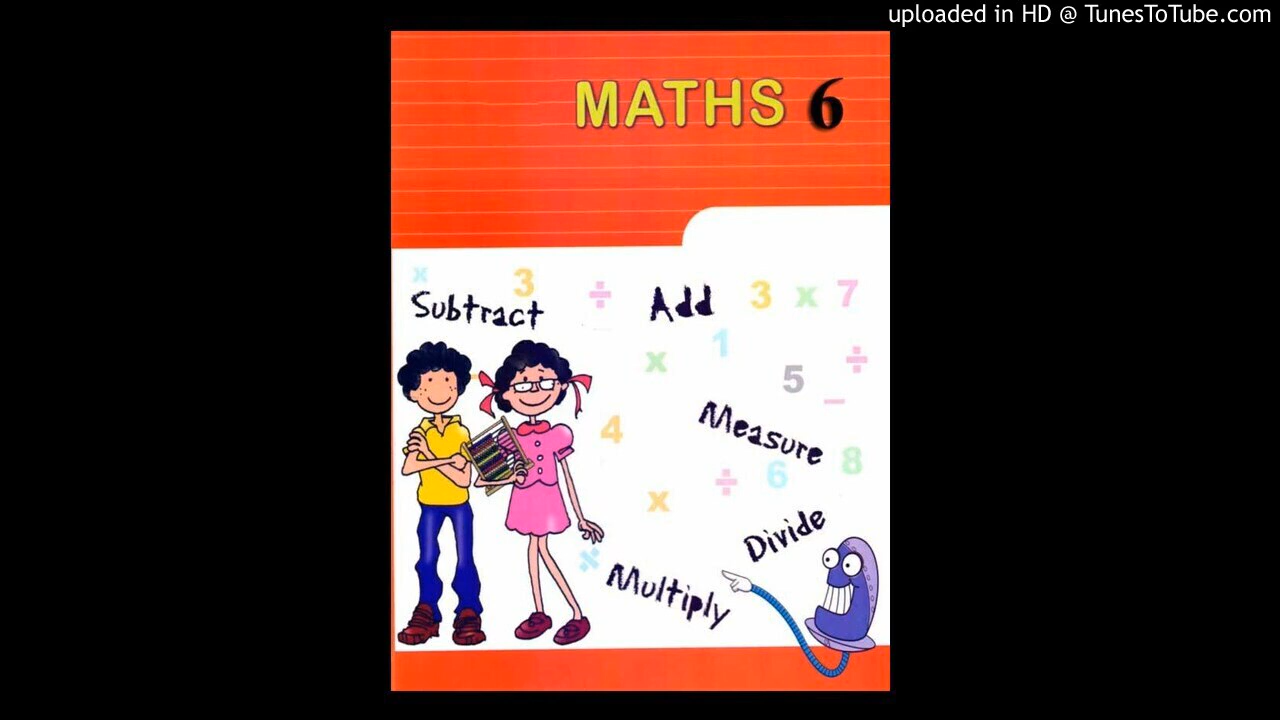 uploaded in HD @ TunesToTube.com
MATHS 6
x 3 ÷
Subtract
Add 3 x 7
1
x ÷
5
–
4
Measure
8
÷ 6
x
Divide
÷
Multiply